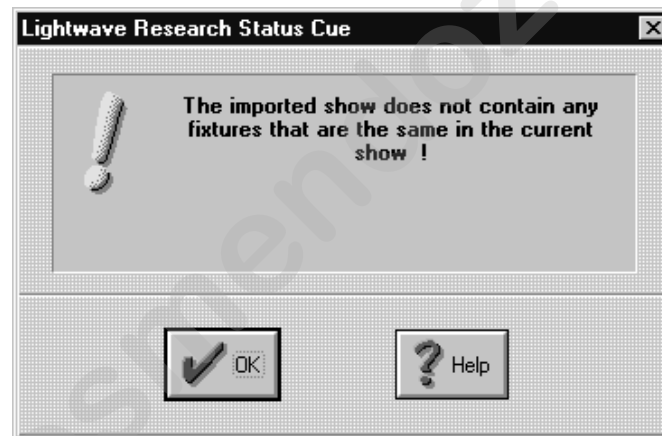 Lightwave Research Status Cue
The imported show does not contain any
fixtures that are the same in the current
show !
OK
Help